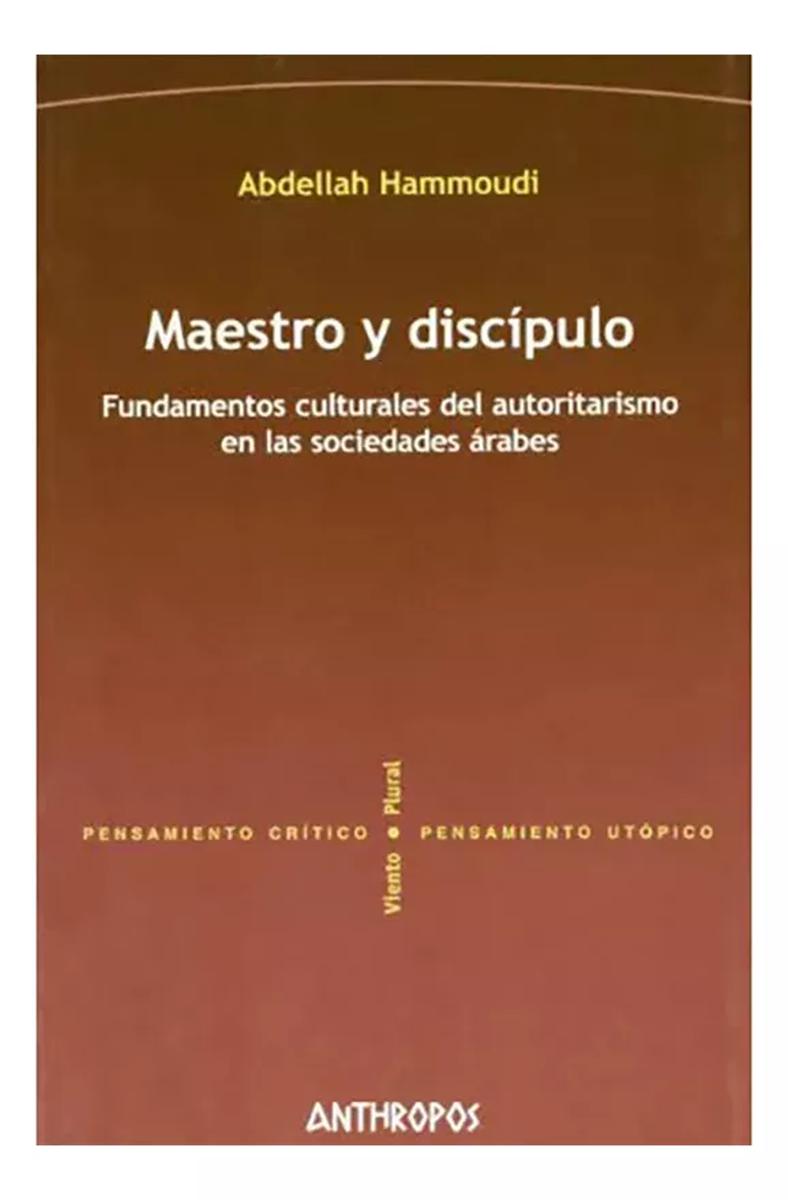 Abdellah Hammoudi
Maestro y discípulo
Fundamentos culturales del autoritarismo
en las sociedades árabes
PENSAMIENTO CRÍTICO • PENSAMIENTO UTÓPICO
Viento Plural
ANTHROPOS